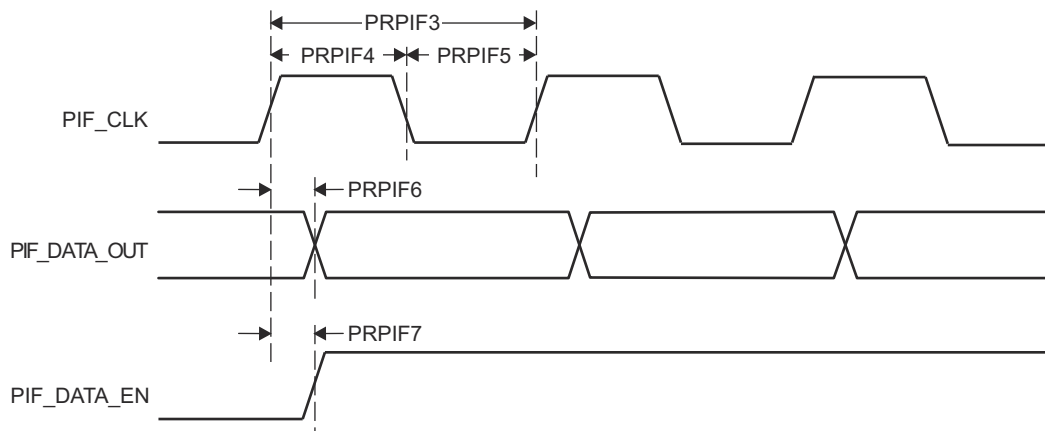 PRPIF3
PRPIF4 PRPIF5
PIF_CLK
PRPIF6
PIF_DATA_OUT
PRPIF7
PIF_DATA_EN